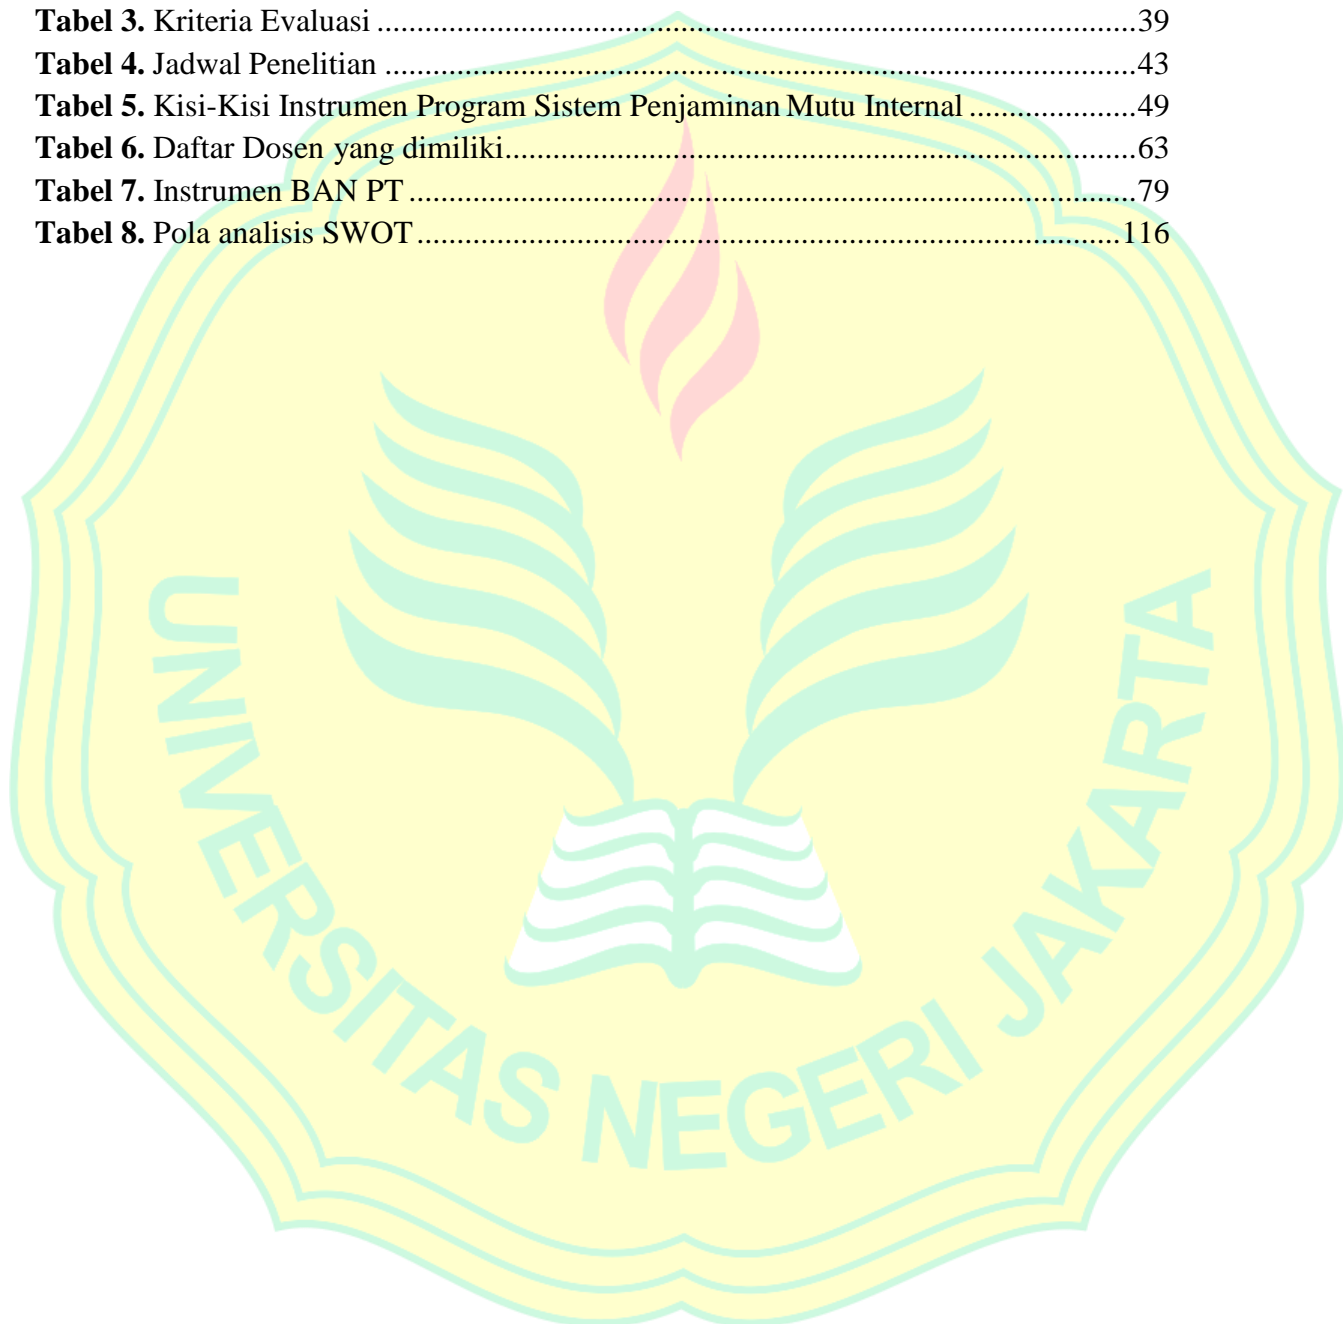 Tabel 3. Kriteria Evaluasi ................................................................................................39
Tabel 4. Jadwal Penelitian ...............................................................................................43
Tabel 5. Kisi-Kisi Instrumen Program Sistem Penjaminan Mutu Internal .....................49
Tabel 6. Daftar Dosen yang dimiliki................................................................................63
Tabel 7. Instrumen BAN PT ............................................................................................79
Tabel 8. Pola analisis SWOT .........................................................................................116
UNIVERSITAS NEGERI JAKARTA